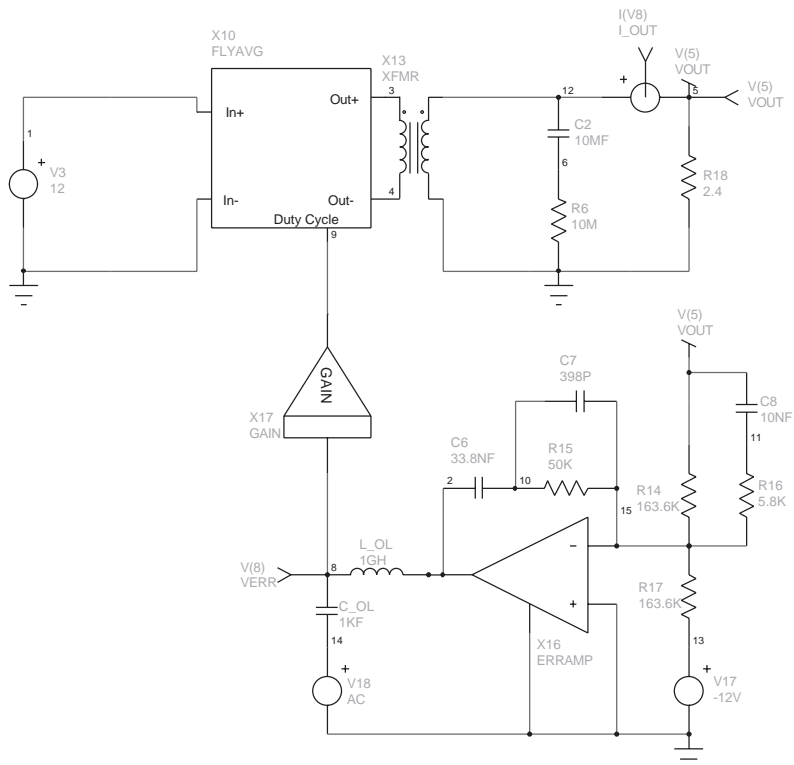 I(V8)
I_OUT
X10
FLYAVG
X13
XFMR
V(5)
VOUT
V(5)
VOUT
3
12
5
+
In+
Out+
C2
10MF
1
+
V3
12
6
R18
2.4
4
In-
Out-
R6
10M
Duty Cycle
9
V(5)
VOUT
C7
398P
GAIN
X17
GAIN
C8
10NF
C6
33.8NF
R15
50K
11
2
10
R14
163.6K
R16
5.8K
15
L_OL
1GH
−
V(8)
VERR
8
R17
163.6K
C_OL
1KF
+
14
X16
ERRAMP
13
+
V18
AC
+
V17
-12V